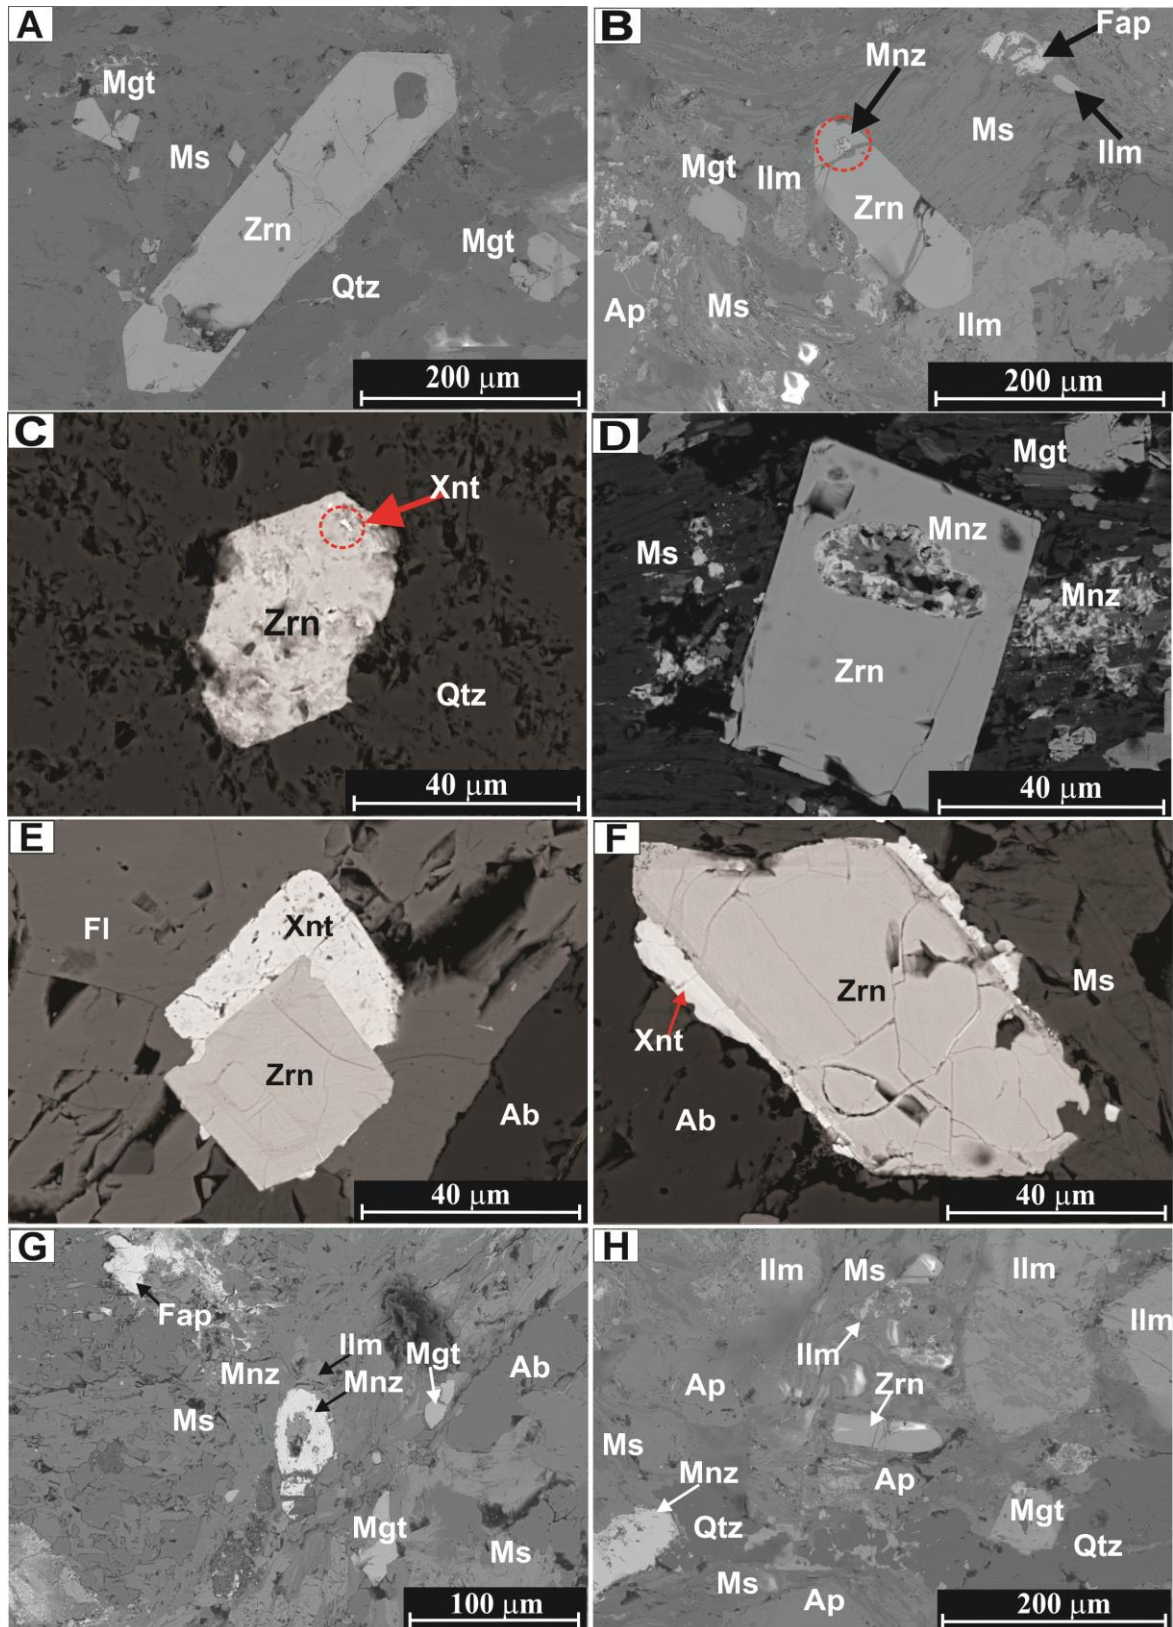 A
Mgt
Ms
Zrn
Mgt
Qtz
200 μm
B
Fap
Mnz
Ms
Ilm
Mgt
Ilm
Zrn
Ap
Ms
Ilm
200 μm
C
Xnt
Zrn
Qtz
40 μm
D
Mgt
Mnz
Ms
Mnz
Zrn
40 μm
E
Xnt
Fl
Zrn
Ab
40 μm
F
Zrn
Ms
Xnt
Ab
40 μm
G
Fap
Ilm
Mgt
Mnz
Mnz
Ab
Ms
Mgt
Ms
100 μm
H
Ilm
Ms
Ilm
Ilm
Ilm
Zrn
Ap
Ms
Mnz
Ap
Qtz
Mgt
Qtz
Ms
Ap
200 μm